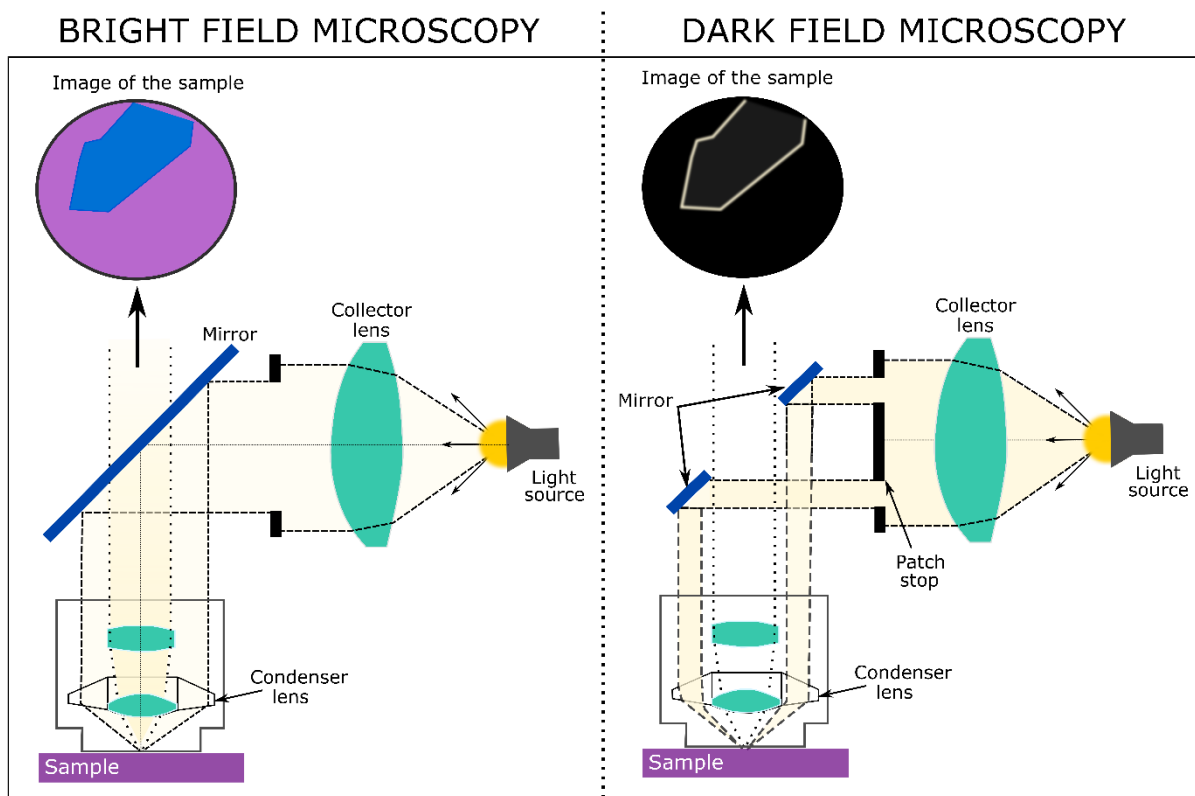 BRIGHT FIELD MICROSCOPY
Image of the sample
Mirror
Collector
lens
Light
source
Condenser
lens
Sample
DARK FIELD MICROSCOPY
Image of the sample
Collector
lens
Mirror
Light
source
Patch
stop
Condenser
lens
Sample